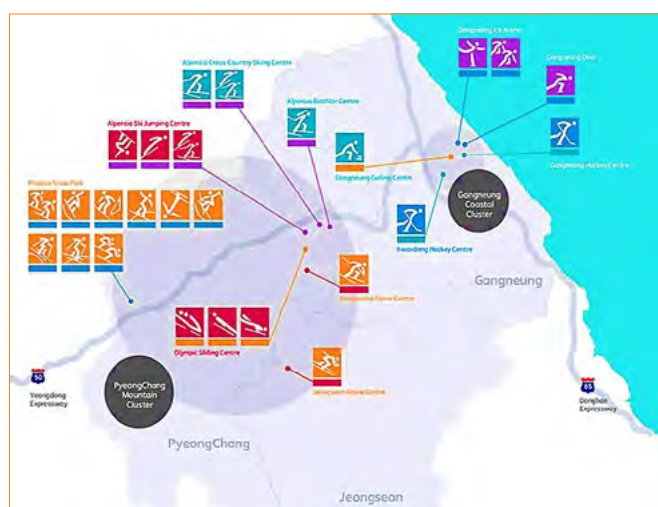 Gangneung Ice Arena
Gangneung Oval
Alpensia Cross-Country Skiing Centre
Alpensia Biathlon Centre
Alpensia Ski Jumping Centre
Gangneung Curling Centre
Gangneung Hockey Centre
Phoenix Snow Park
Gangneung
Coastal
Cluster
Kwandong Hockey Centre
Gangneung
Yongpyong Alpine Centre
Olympic Sliding Centre
50
Yeongdong
Expressway
PyeongChang
Mountain
Cluster
Jeongseon Alpine Centre
65
Donghae
Expressway
PyeongChang
Jeongseon